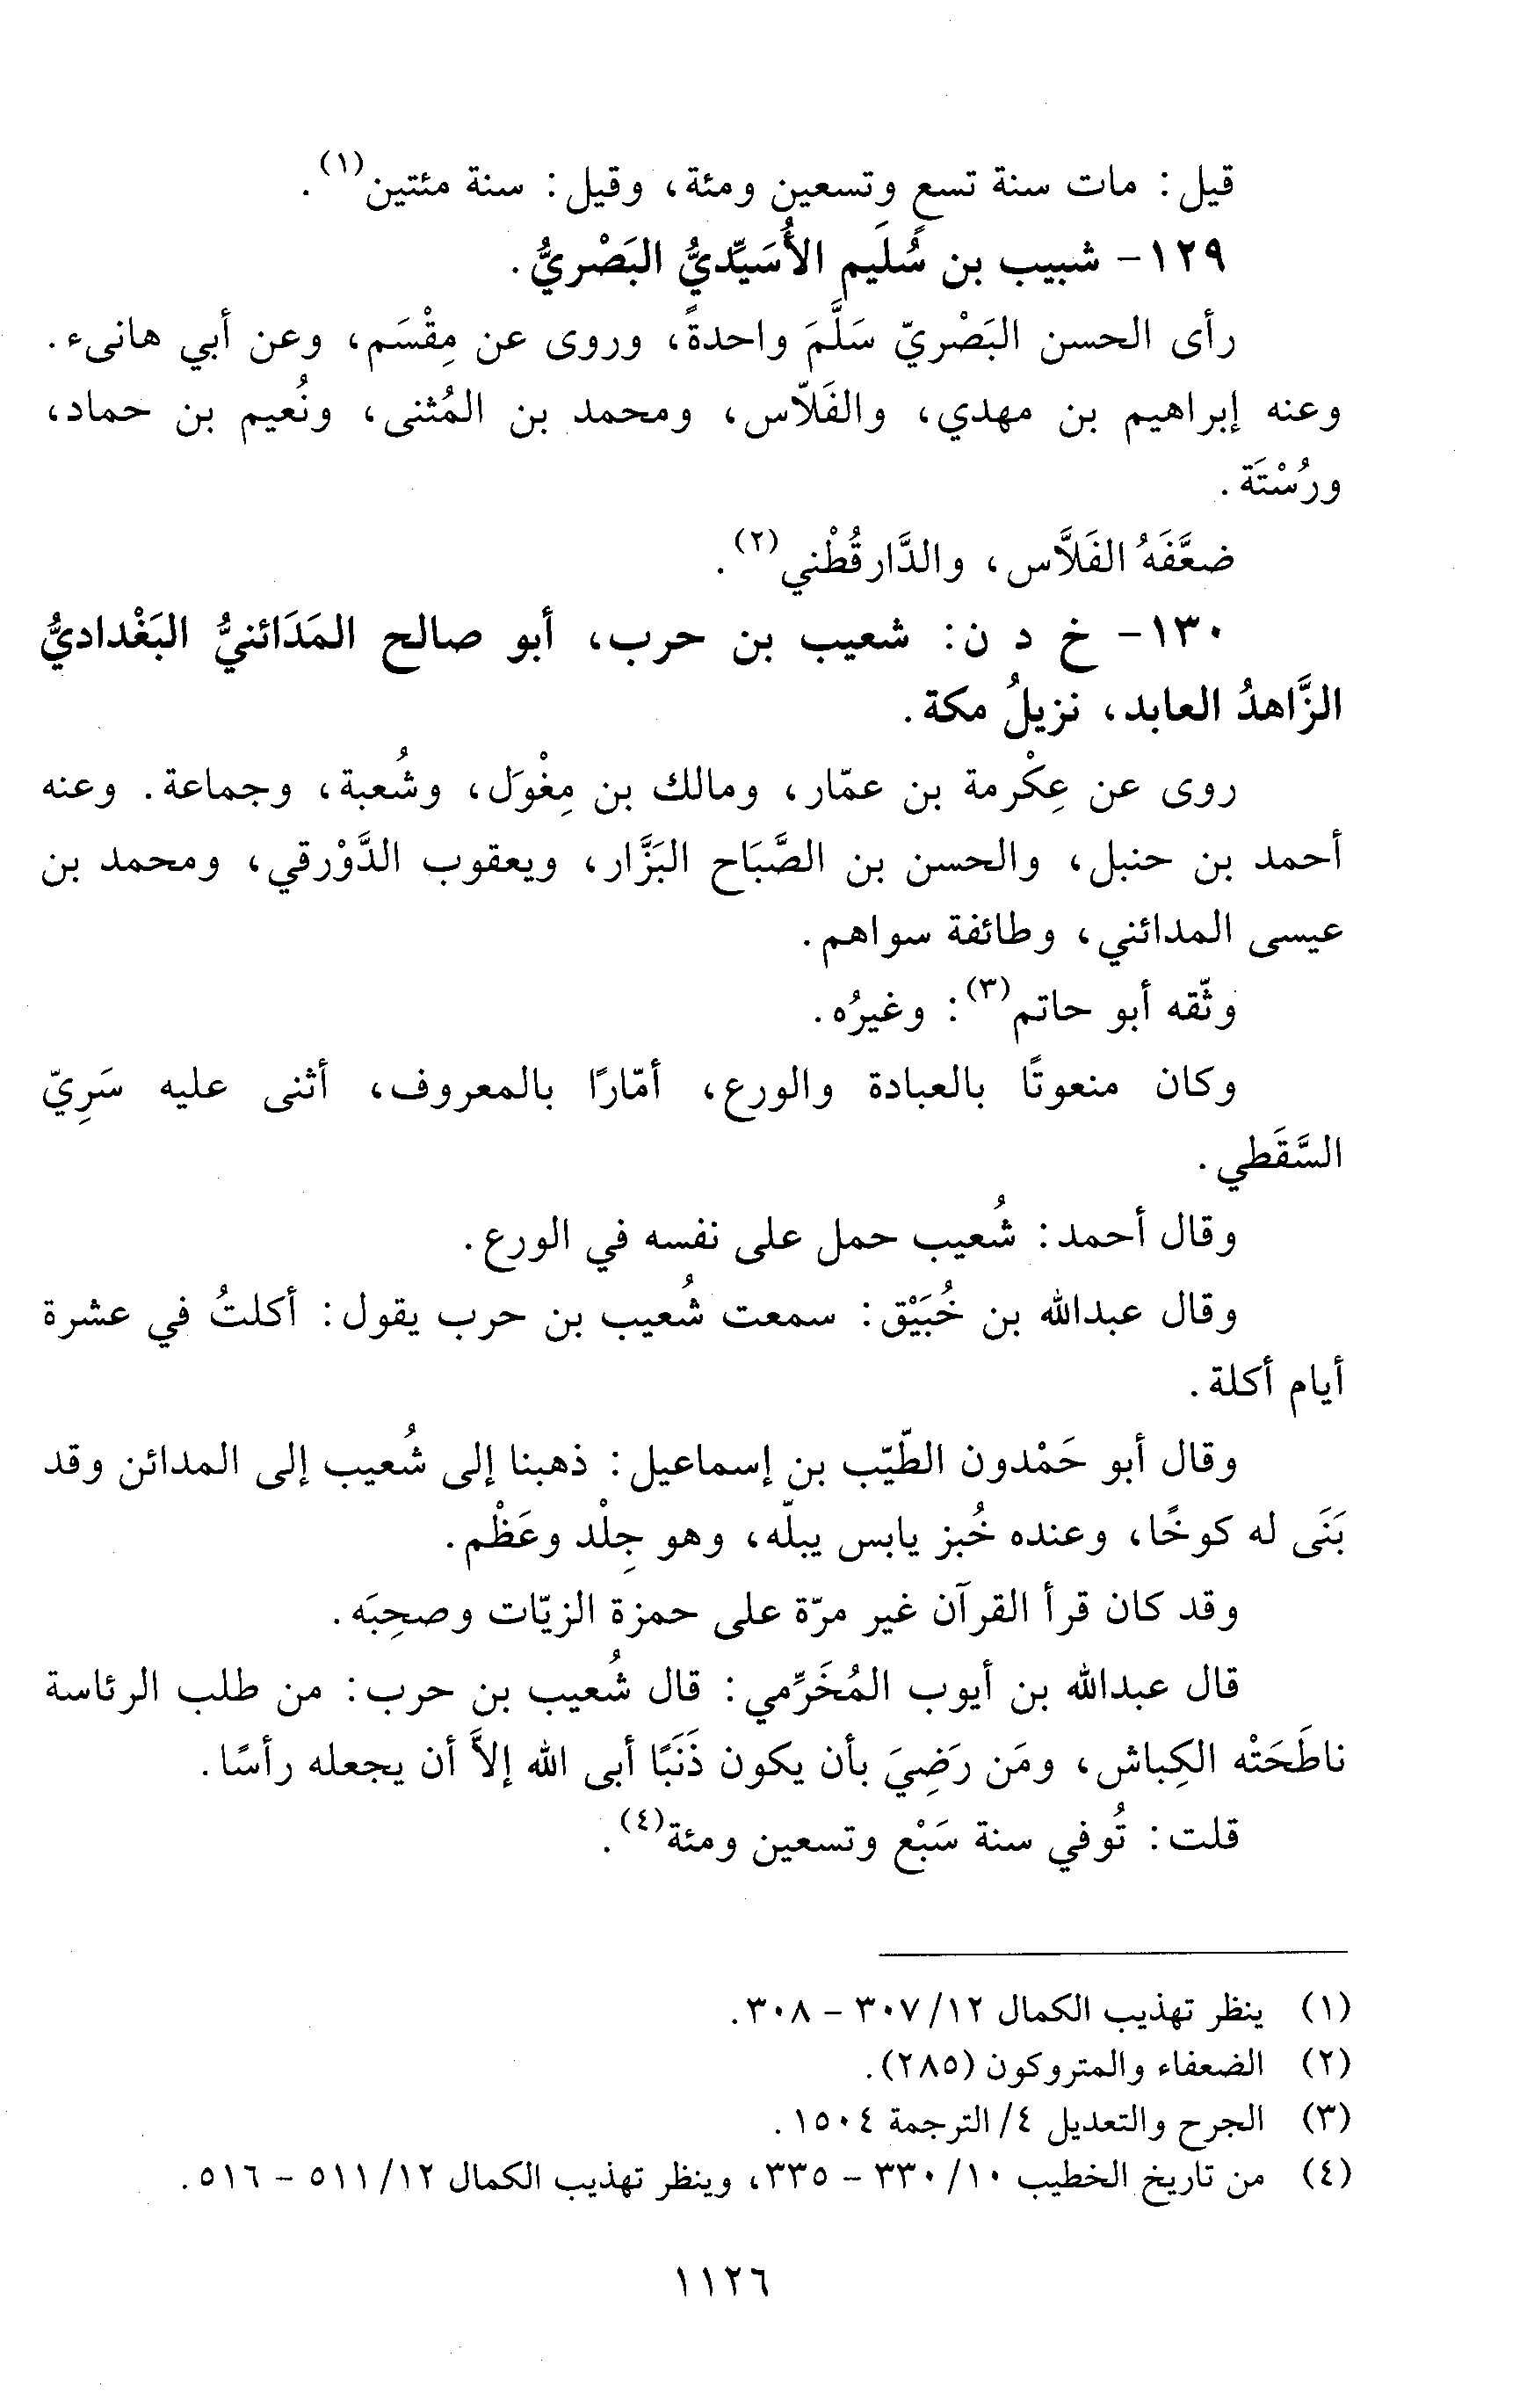 قيل: مات سنة تسعٍ وتسعين ومئة، وقيل: سنة مئتين(١).
١٢٩- شبيب بن سُلَيم الأُسَيِّديُّ البَصْريُّ.
رأى الحسن البَصْريّ سَلَّمَ واحدةً، وروى عن مِقْسَم، وعن أبي هانىء.
وعنه إبراهيم بن مهدي، والفَلّاس، ومحمد بن المُثنى، ونُعيم بن حماد،
ورُسْتَة.
ضعَّفَهُ الفَلاَّس، والدَّارقُطْني(٢).
١٣٠- خ د ن: شعيب بن حرب، أبو صالح المَدَائنيُّ البَغْداديُّ
الزَّاهدُ العابد، نزيلُ مكة.
روى عن عِكْرمة بن عمّار، ومالك بن مِغْوَل، وشُعبة، وجماعة. وعنه
أحمد بن حنبل، والحسن بن الصَّبَاح البَزَّار، ويعقوب الدَّوْرقي، ومحمد بن
عيسى المدائني، وطائفة سواهم.
وثّقه أبو حاتم(٣): وغيرُه.
وكان منعوتًا بالعبادة والورع، أمّارًا بالمعروف، أثنى عليه سَرِيّ
السَّقَطي.
وقال أحمد: شُعيب حمل على نفسه في الورع.
وقال عبدالله بن خُبَيْق: سمعت شُعيب بن حرب يقول: أكلتُ في عشرة
أيام أكلة.
وقال أبو حَمْدون الطّيّب بن إسماعيل: ذهبنا إلى شُعيب إلى المدائن وقد
بَنَى له كوخًا، وعنده خُبز يابس يبلّه، وهو جِلْد وعَظْم.
وقد كان قرأ القرآن غير مرّة على حمزة الزيّات وصحِبَه.
قال عبدالله بن أيوب المُخَرِّمي: قال شُعيب بن حرب: من طلب الرئاسة
ناطَحَتْه الكِباش، ومَن رَضِيَ بأن يكون ذَنَبًا أبى الله إلاَّ أن يجعله رأسًا.
قلت: تُوفي سنة سَبْع وتسعين ومئة(٤).
(١) ينظر تهذيب الكمال ١٢/ ٣٠٧ - ٣٠٨.
(٢) الضعفاء والمتروكون (٢٨٥).
(٣) الجرح والتعديل ٤/ الترجمة ١٥٠٤.
(٤) من تاريخ الخطيب ١٠/ ٣٣٠ - ٣٣٥، وينظر تهذيب الكمال ١٢/ ٥١١ - ٥١٦.
١١٢٦